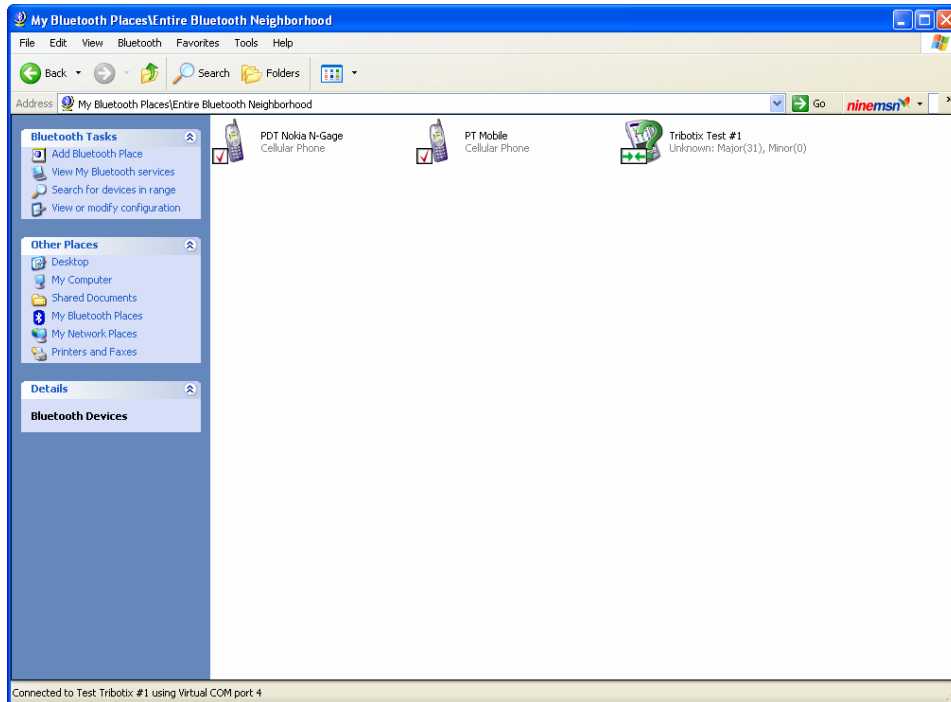 My Bluetooth Places\Entire Bluetooth Neighborhood
File Edit View Bluetooth Favorites Tools Help
Back Search Folders
Address My Bluetooth Places\Entire Bluetooth Neighborhood Go ninemsn »
Bluetooth Tasks
Add Bluetooth Place
View My Bluetooth services
Search for devices in range
View or modify configuration
Other Places
Desktop
My Computer
Shared Documents
My Bluetooth Places
My Network Places
Printers and Faxes
Details
Bluetooth Devices
PDT Nokia N-Gage
Cellular Phone
PT Mobile
Cellular Phone
Tribotix Test #1
Unknown: Major(31), Minor(0)
Connected to Test Tribotix #1 using Virtual COM port 4